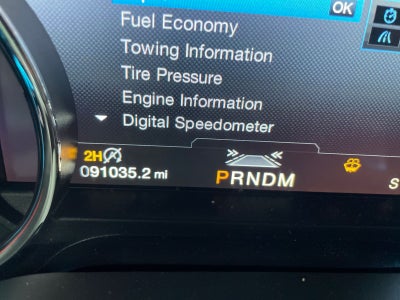 OK
Fuel Economy
Towing Information
Tire Pressure
Engine Information
Digital Speedometer
2H
091035.2 mi
PRNDM
S